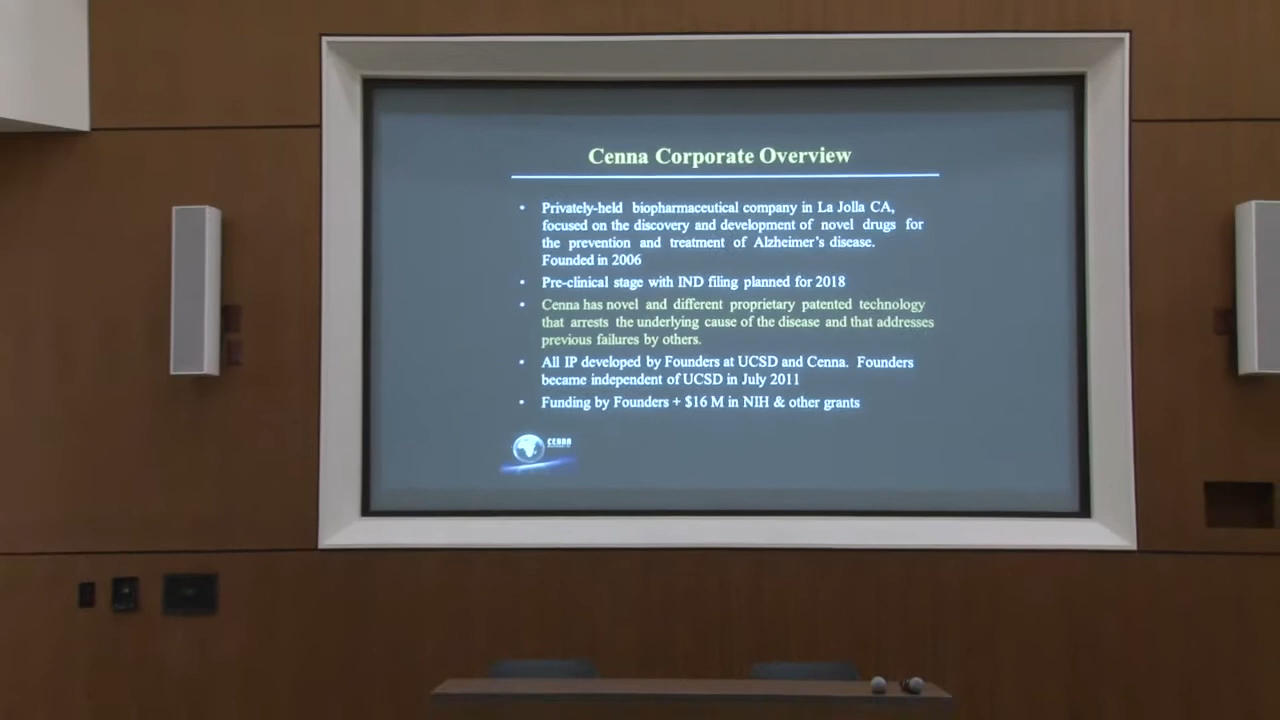 Cenna Corporate Overview
• Privately-held biopharmaceutical company in La Jolla CA,
focused on the discovery and development of novel drugs for
the prevention and treatment of Alzheimer's disease.
Founded in 2006
• Pre-clinical stage with IND filing planned for 2018
• Cenna has novel and different proprietary patented technology
that arrests the underlying cause of the disease and that addresses
previous failures by others.
• All IP developed by Founders at UCSD and Cenna. Founders
became independent of UCSD in July 2011
• Funding by Founders + $16 M in NIH & other grants
CENNA